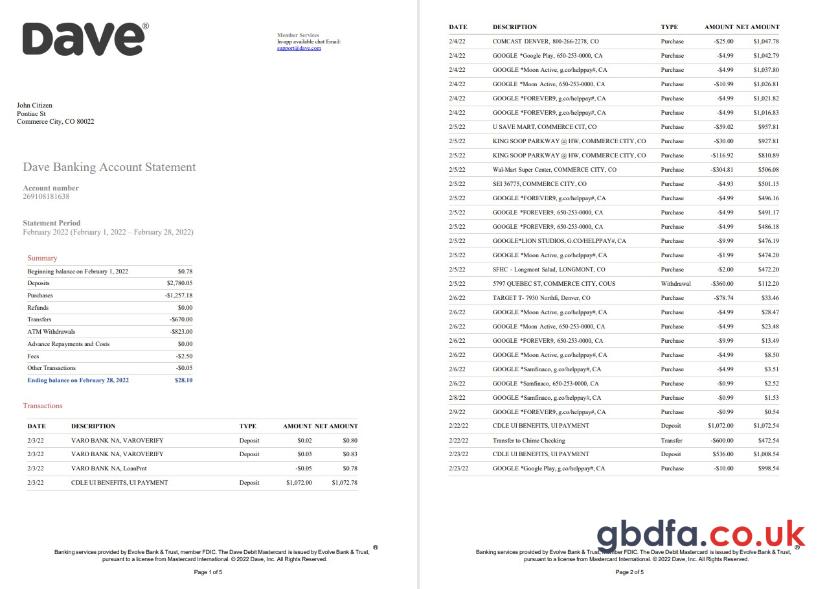 Dave®
Member Services
In-app available chat Email:
support@dave.com
John Citizen
Pontiac St
Commerce City, CO 80022
Dave Banking Account Statement
Account number
269108181638
Statement Period
February 2022 (February 1, 2022 – February 28, 2022)
Summary
Beginning balance on February 1, 2022 $0.78
Deposits $2,780.05
Purchases -$1,257.18
Refunds $0.00
Transfers -$670.00
ATM Withdrawals -$823.00
Advance Repayments and Costs $0.00
Fees -$2.50
Other Transactions -$0.05
Ending balance on February 28, 2022 $28.10
Transactions
DATE DESCRIPTION TYPE AMOUNT NET AMOUNT
2/3/22 VARO BANK NA, VAROVERIFY Deposit $0.02 $0.80
2/3/22 VARO BANK NA, VAROVERIFY Deposit $0.03 $0.83
2/3/22 VARO BANK NA, LoanPmt -$0.05 $0.78
2/3/22 CDLE UI BENEFITS, UI PAYMENT Deposit $1,072.00 $1,072.78
Banking services provided by Evolve Bank & Trust, member FDIC. The Dave Debit Mastercard is issued by Evolve Bank & Trust, ®
pursuant to a license from Mastercard International. © 2022 Dave, Inc. All Rights Reserved.
Page 1 of 5
DATE DESCRIPTION TYPE AMOUNT NET AMOUNT
2/4/22 COMCAST DENVER, 800-266-2278, CO Purchase -$25.00 $1,047.78
2/4/22 GOOGLE *Google Play, 650-253-0000, CA Purchase -$4.99 $1,042.79
2/4/22 GOOGLE *Moon Active, g.co/helppay#, CA Purchase -$4.99 $1,037.80
2/4/22 GOOGLE *Moon Active, 650-253-0000, CA Purchase -$10.99 $1,026.81
2/4/22 GOOGLE *FOREVER9, g.co/helppay#, CA Purchase -$4.99 $1,021.82
2/4/22 GOOGLE *FOREVER9, g.co/helppay#, CA Purchase -$4.99 $1,016.83
2/5/22 U SAVE MART, COMMERCE CIT, CO Purchase -$59.02 $957.81
2/5/22 KING SOOP PARKWAY @ HW, COMMERCE CITY, CO Purchase -$30.00 $927.81
2/5/22 KING SOOP PARKWAY @ HW, COMMERCE CITY, CO Purchase -$116.92 $810.89
2/5/22 Wal-Mart Super Center, COMMERCE CITY, CO Purchase -$304.81 $506.08
2/5/22 SEI 36775, COMMERCE CITY, CO Purchase -$4.93 $501.15
2/5/22 GOOGLE *FOREVER9, g.co/helppay#, CA Purchase -$4.99 $496.16
2/5/22 GOOGLE *FOREVER9, 650-253-0000, CA Purchase -$4.99 $491.17
2/5/22 GOOGLE *FOREVER9, g.co/helppay#, CA Purchase -$4.99 $486.18
2/5/22 GOOGLE*LION STUDIOS, G.CO/HELPPAY#, CA Purchase -$9.99 $476.19
2/5/22 GOOGLE *Moon Active, g.co/helppay#, CA Purchase -$1.99 $474.20
2/5/22 SFHC - Longmont Salud, LONGMONT, CO Purchase -$2.00 $472.20
2/5/22 5797 QUEBEC ST, COMMERCE CITY, COUS Withdrawal -$360.00 $112.20
2/6/22 TARGET T- 7930 Northfi, Denver, CO Purchase -$78.74 $33.46
2/6/22 GOOGLE *Moon Active, g.co/helppay#, CA Purchase -$4.99 $28.47
2/6/22 GOOGLE *Moon Active, 650-253-0000, CA Purchase -$4.99 $23.48
2/6/22 GOOGLE *FOREVER9, 650-253-0000, CA Purchase -$9.99 $13.49
2/6/22 GOOGLE *Moon Active, g.co/helppay#, CA Purchase -$4.99 $8.50
2/6/22 GOOGLE *Samfinaco, g.co/helppay#, CA Purchase -$4.99 $3.51
2/6/22 GOOGLE *Samfinaco, 650-253-0000, CA Purchase -$0.99 $2.52
2/8/22 GOOGLE *Samfinaco, g.co/helppay#, CA Purchase -$0.99 $1.53
2/9/22 GOOGLE *FOREVER9, g.co/helppay#, CA Purchase -$0.99 $0.54
2/22/22 CDLE UI BENEFITS, UI PAYMENT Deposit $1,072.00 $1,072.54
2/22/22 Transfer to Chime Checking Transfer -$600.00 $472.54
2/23/22 CDLE UI BENEFITS, UI PAYMENT Deposit $536.00 $1,008.54
2/23/22 GOOGLE *Google Play, g.co/helppay#, CA Purchase -$10.00 $998.54
gbdfa.co.uk
Banking services provided by Evolve Bank & Trust, member FDIC. The Dave Debit Mastercard is issued by Evolve Bank & Trust, ®
pursuant to a license from Mastercard International. © 2022 Dave, Inc. All Rights Reserved.
Page 2 of 5